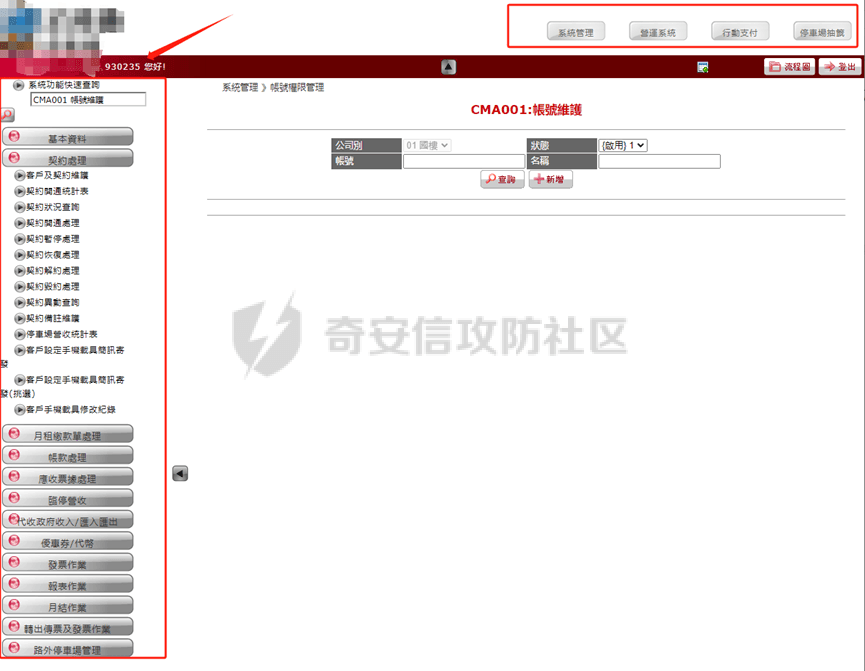 系統管理
營運系統
行動支付
停車場抽籤
930235 您好!
流程圖
登出
系統功能快速查詢
CMA001 帳號維護
基本資料
契約處理
客戶及契約維護
契約開通統計表
契約狀況查詢
契約開通處理
契約暫停處理
契約恢復處理
契約解約處理
契約毀約處理
契約異動查詢
契約備註維護
停車場營收統計表
客戶設定手機載具簡訊寄
發
客戶設定手機載具簡訊寄
發(挑選)
客戶手機載具修改紀錄
月租繳款單處理
帳款處理
應收票據處理
臨停營收
代收政府收入/匯入匯出
優車券/代幣
發票作業
報表作業
月結作業
轉出傳票及發票作業
路外停車場管理
系統管理 》帳號權限管理
CMA001:帳號維護
公司別 01 國樓 狀態 (啟用) 1
帳號 名稱
查詢 新增
奇安信攻防社区